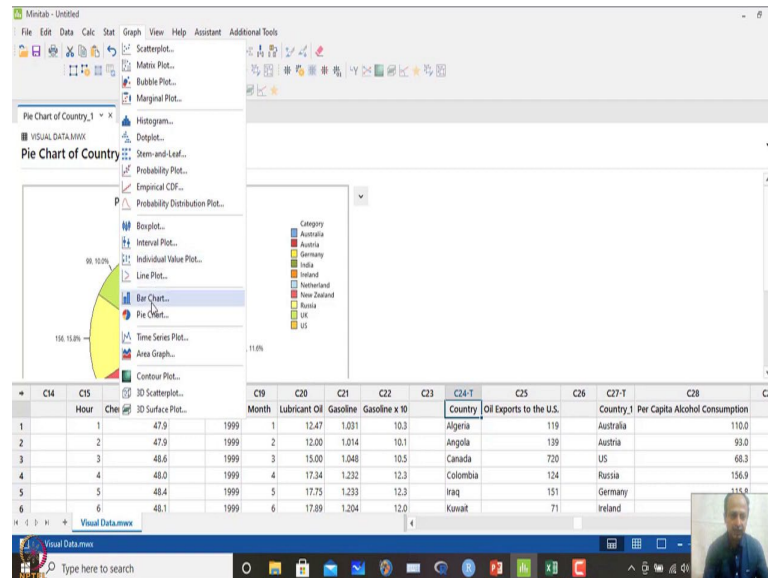 Minitab - Untitled
File Edit Data Calc Stat Graph View Help Assistant Additional Tools
Scatterplot...
Matrix Plot...
Bubble Plot...
Marginal Plot...
Histogram...
Dotplot...
Stem-and-Leaf...
Probability Plot...
Empirical CDF...
Probability Distribution Plot...
Boxplot...
Interval Plot...
Individual Value Plot...
Line Plot...
Bar Chart...
Pie Chart...
Time Series Plot...
Area Graph...
Contour Plot...
3D Scatterplot...
3D Surface Plot...
Pie Chart of Country_1
VISUAL DATA.MWX
Pie Chart of Country
P
99, 10.0%
156, 15.8%
11.6%
Category
Australia
Austria
Germany
India
Ireland
Netherland
New Zealand
Russia
UK
US
C14 C15 C19 C20 C21 C22 C23 C24-T C25 C26 C27-T C28
Hour Che Month Lubricant Oil Gasoline Gasoline x 10 Country Oil Exports to the U.S. Country_1 Per Capita Alcohol Consumption
1 1 47.9 1999 1 12.47 1.031 10.3 Algeria 119 Australia 110.0
2 2 47.9 1999 2 12.00 1.014 10.1 Angola 139 Austria 93.0
3 3 48.6 1999 3 15.00 1.048 10.5 Canada 720 US 68.3
4 4 48.0 1999 4 17.34 1.232 12.3 Colombia 124 Russia 156.9
5 5 48.4 1999 5 17.75 1.233 12.3 Iraq 151 Germany 115.8
6 6 48.1 1999 6 17.89 1.204 12.0 Kuwait 71 Ireland
Visual Data.mwx
Visual Data.mwx
Type here to search
NPTEL